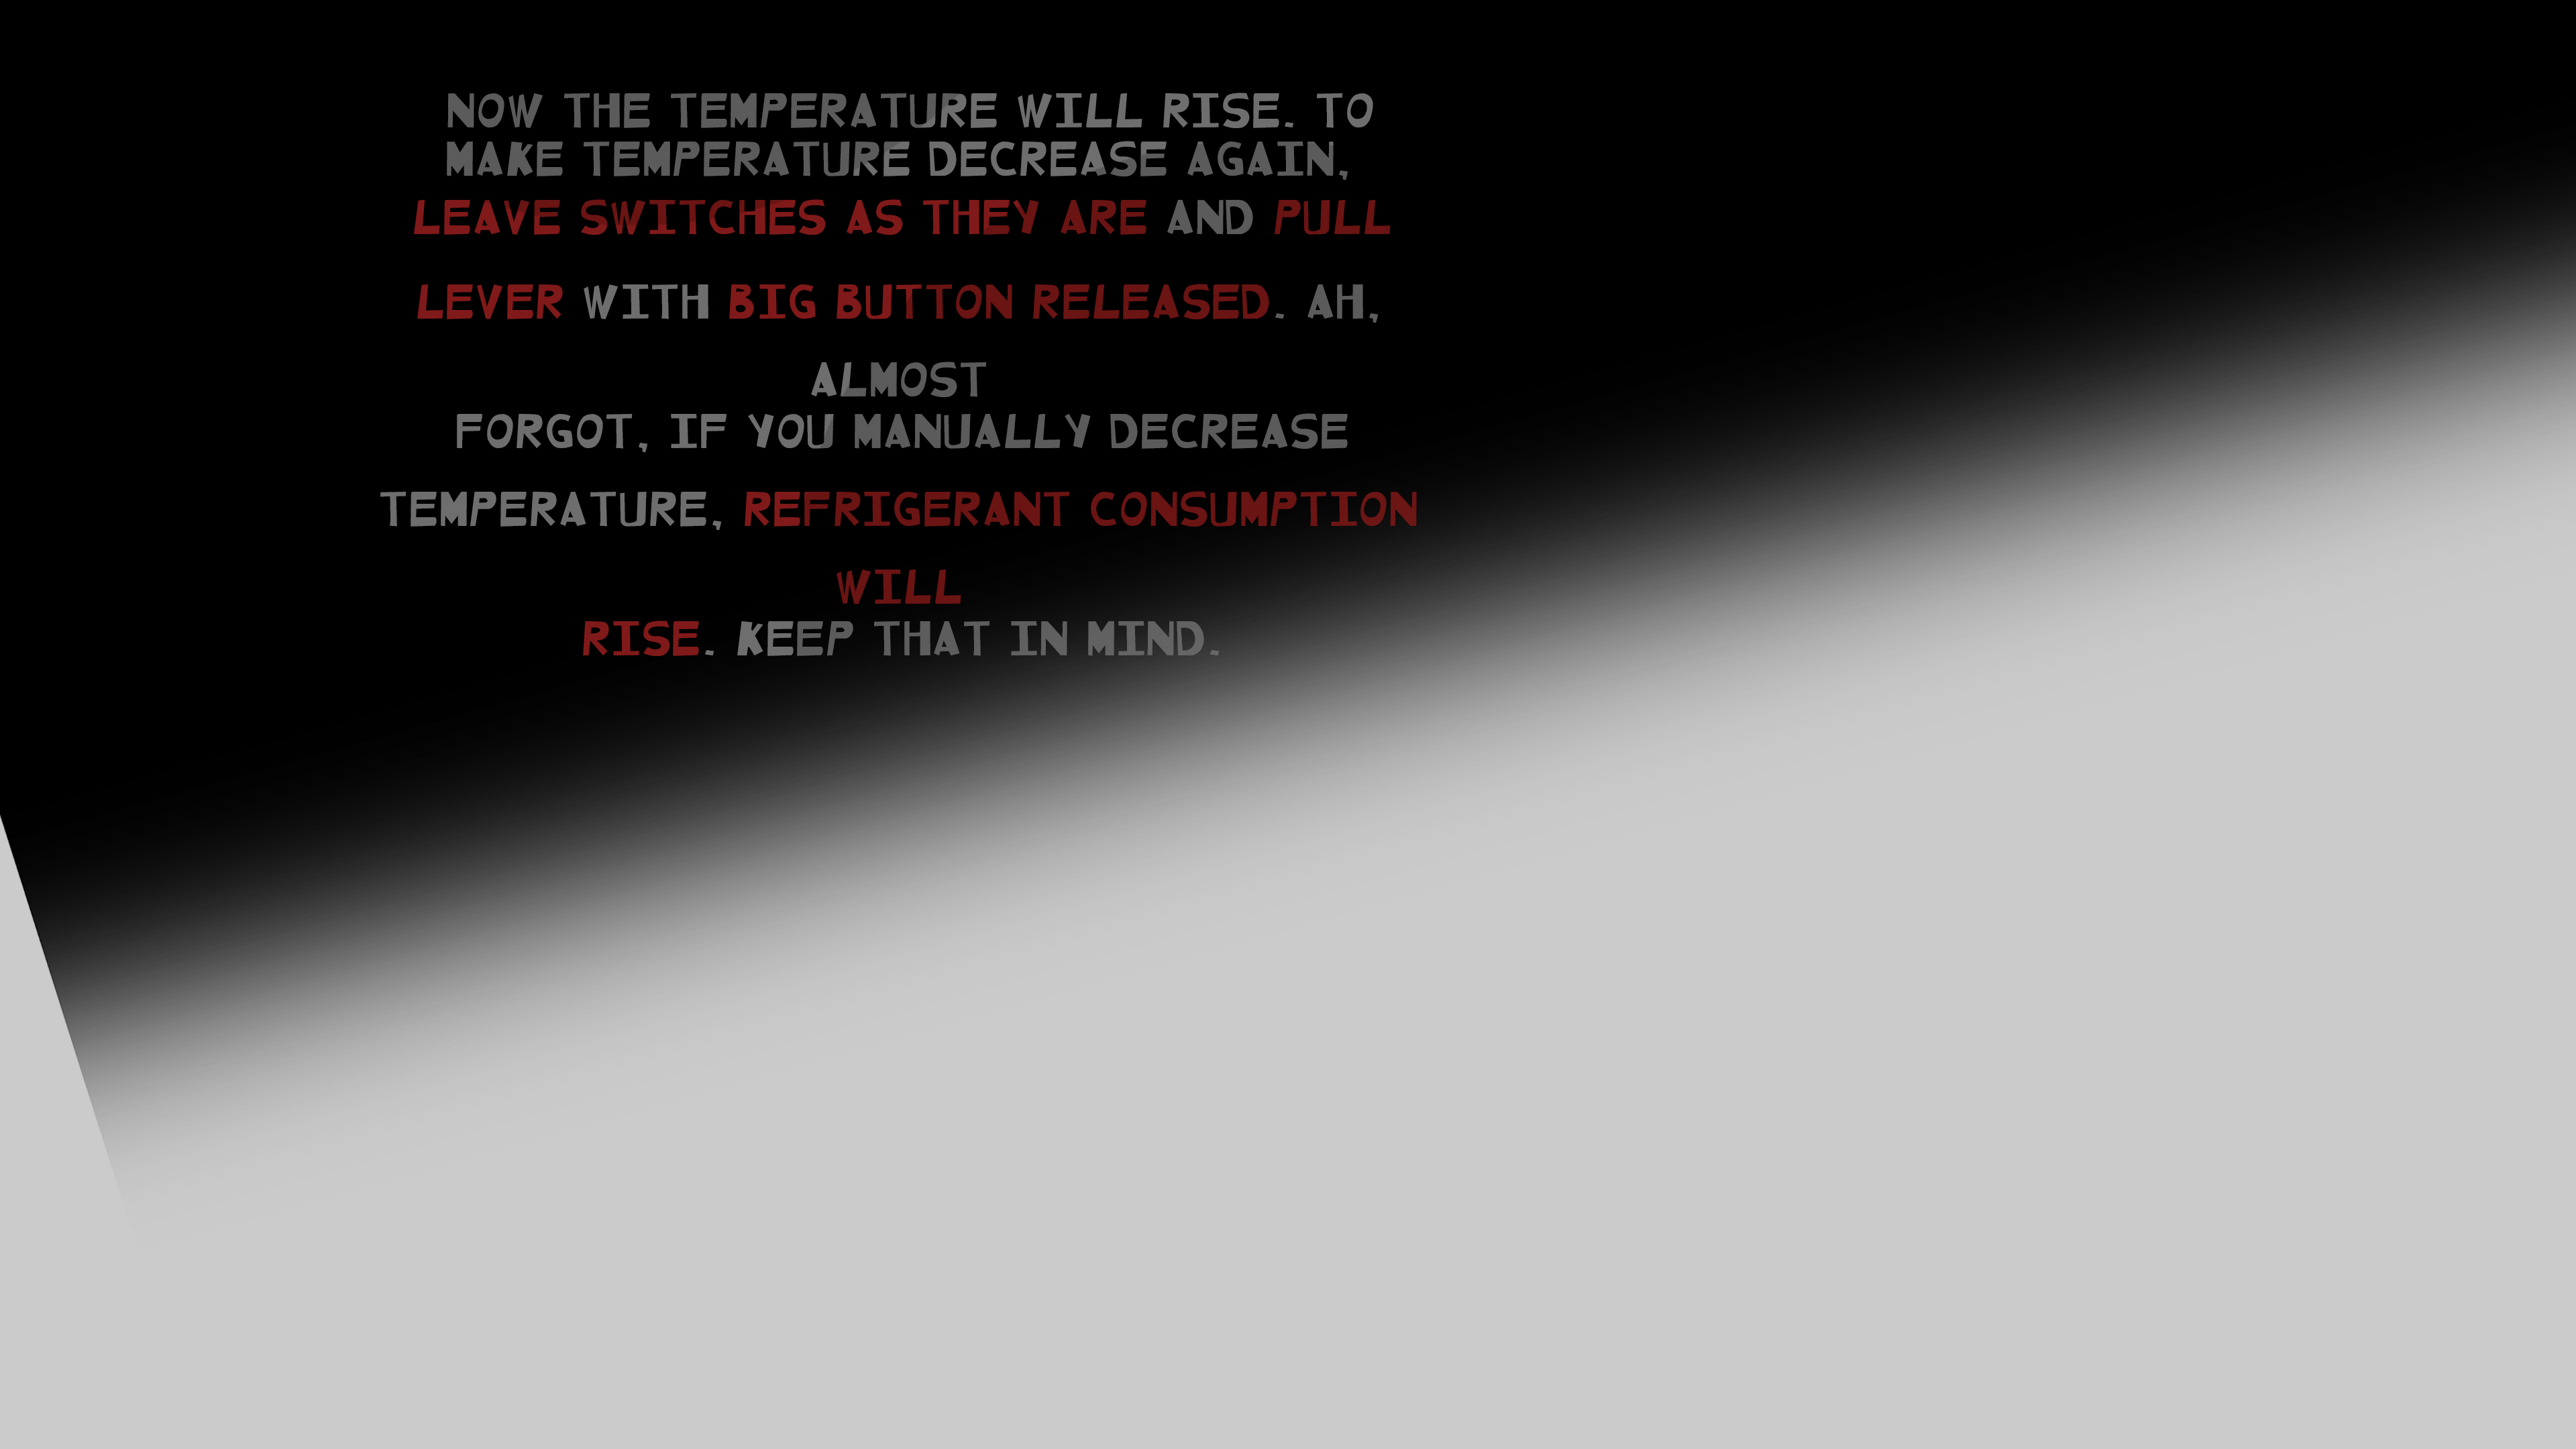 NOW THE TEMPERATURE WILL RISE. TO
MAKE TEMPERATURE DECREASE AGAIN,
LEAVE SWITCHES AS THEY ARE AND PULL
LEVER WITH BIG BUTTON RELEASED. AH,
ALMOST
FORGOT, IF YOU MANUALLY DECREASE
TEMPERATURE, REFRIGERANT CONSUMPTION
WILL
RISE. KEEP THAT IN MIND.